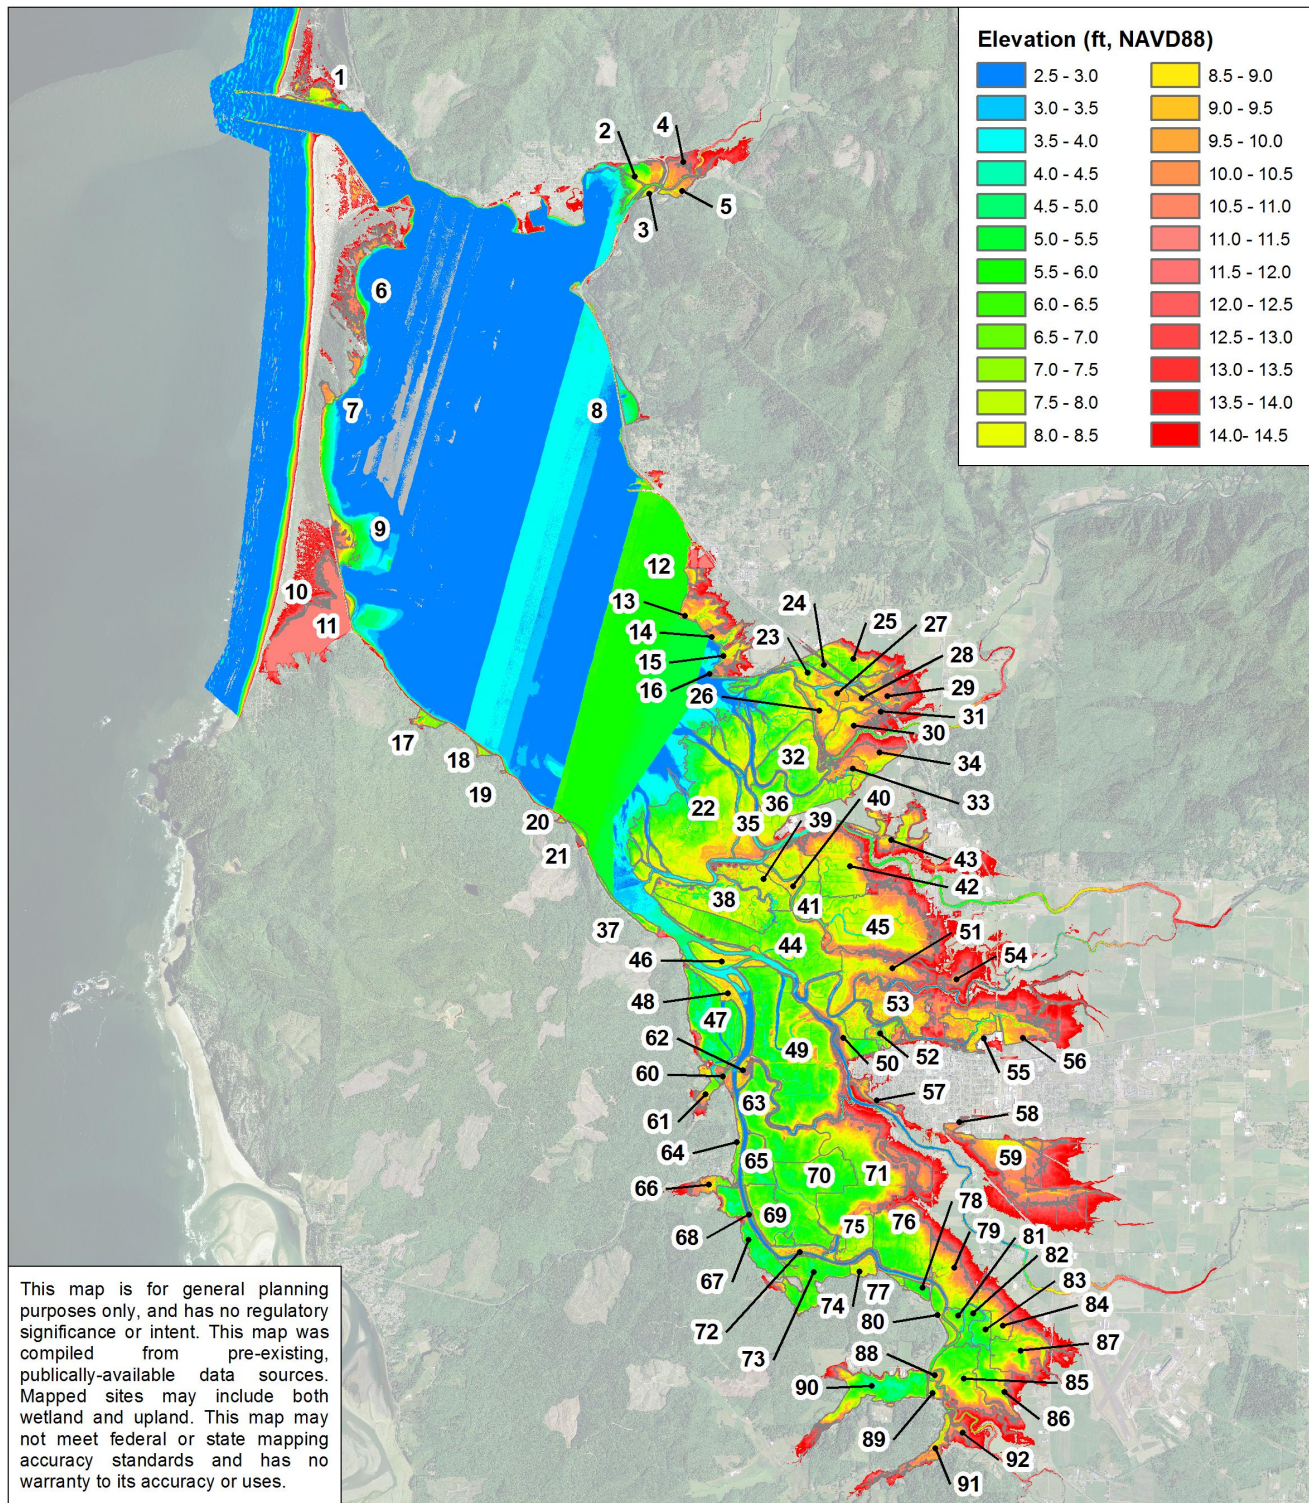 Elevation (ft, NAVD88)
2.5 - 3.0
3.0 - 3.5
3.5 - 4.0
4.0 - 4.5
4.5 - 5.0
5.0 - 5.5
5.5 - 6.0
6.0 - 6.5
6.5 - 7.0
7.0 - 7.5
7.5 - 8.0
8.0 - 8.5
8.5 - 9.0
9.0 - 9.5
9.5 - 10.0
10.0 - 10.5
10.5 - 11.0
11.0 - 11.5
11.5 - 12.0
12.0 - 12.5
12.5 - 13.0
13.0 - 13.5
13.5 - 14.0
14.0- 14.5
1
2
3
4
5
6
7
8
9
10
11
12
13
14
15
16
17
18
19
20
21
22
23
24
25
26
27
28
29
30
31
32
33
34
35
36
37
38
39
40
41
42
43
44
45
46
47
48
49
50
51
52
53
54
55
56
57
58
59
60
61
62
63
64
65
66
67
68
69
70
71
72
73
74
75
76
77
78
79
80
81
82
83
84
85
86
87
88
89
90
91
92
This map is for general planning
purposes only, and has no regulatory
significance or intent. This map was
compiled from pre-existing,
publically-available data sources.
Mapped sites may include both
wetland and upland. This map may
not meet federal or state mapping
accuracy standards and has no
warranty to its accuracy or uses.